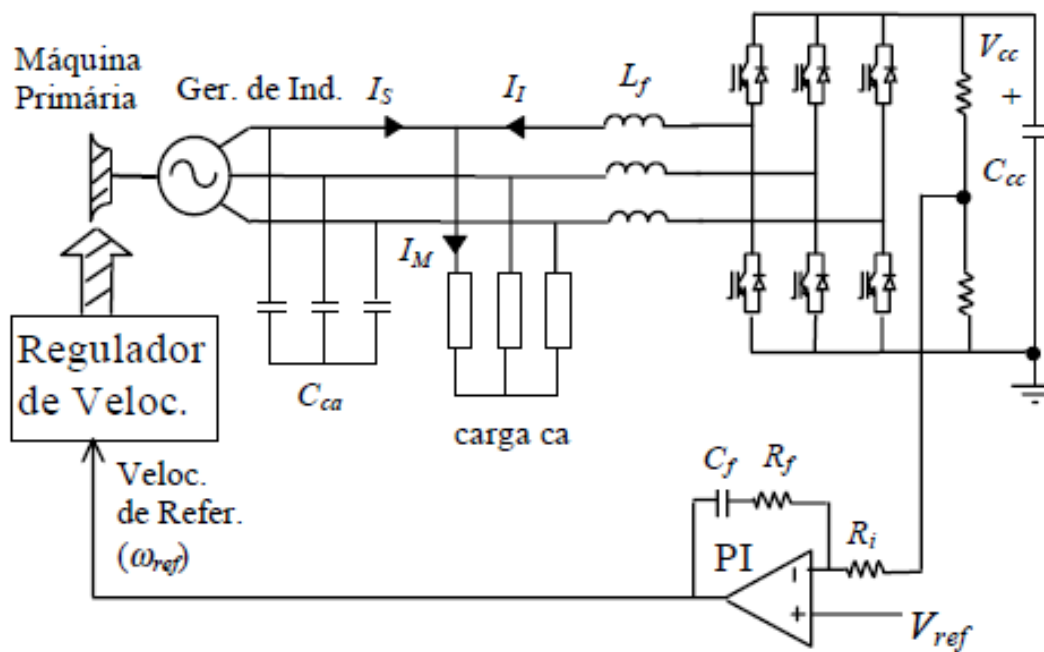 Máquina
Primária
Ger. de Ind.
I_S
I_I
L_f
V_cc
+
C_cc
I_M
Regulador
de Veloc.
C_ca
carga ca
Veloc.
de Refer.
(ω_ref)
C_f
R_f
R_i
PI
-
+
V_ref